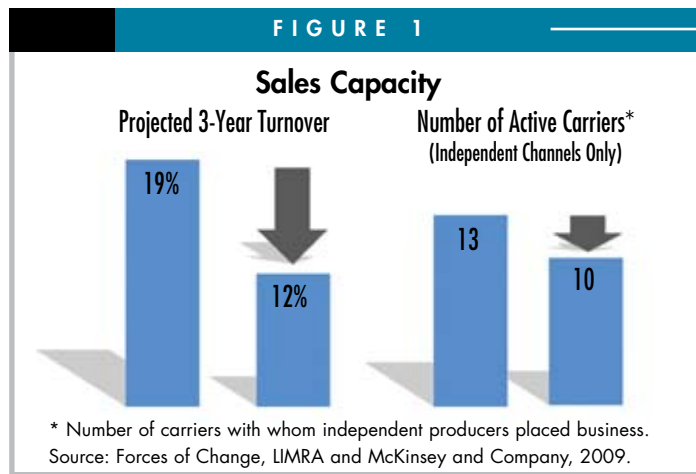 FIGURE 1
Sales Capacity
Projected 3-Year Turnover
19%
12%
Number of Active Carriers*
(Independent Channels Only)
13
10
* Number of carriers with whom independent producers placed business.
Source: Forces of Change, LIMRA and McKinsey and Company, 2009.